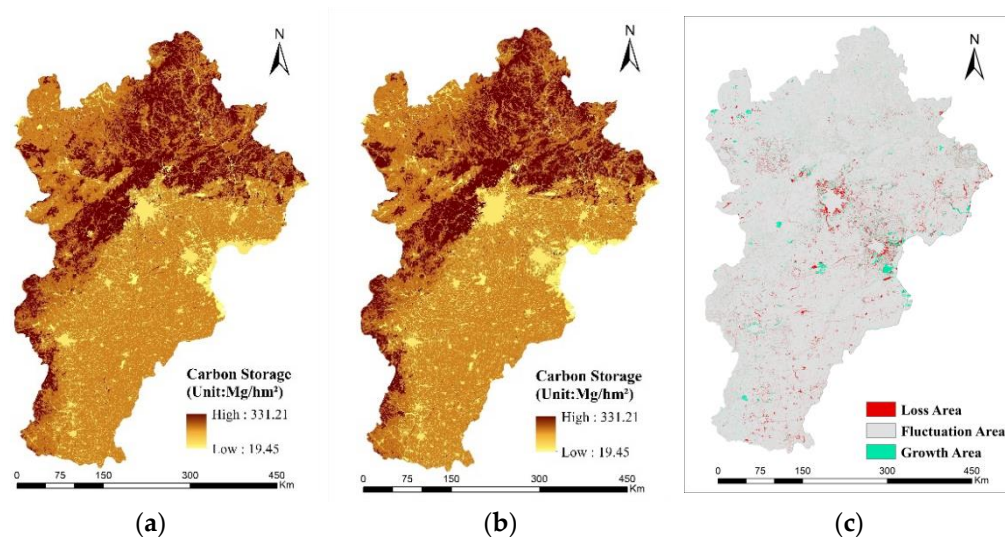 N
Carbon Storage
(Unit:Mg/hm²)
High : 331.21
Low : 19.45
0 75 150 300 450
Km
(a)
N
Carbon Storage
(Unit:Mg/hm²)
High : 331.21
Low : 19.45
0 75 150 300 450
Km
(b)
N
Loss Area
Fluctuation Area
Growth Area
0 75 150 300 450
Km
(c)